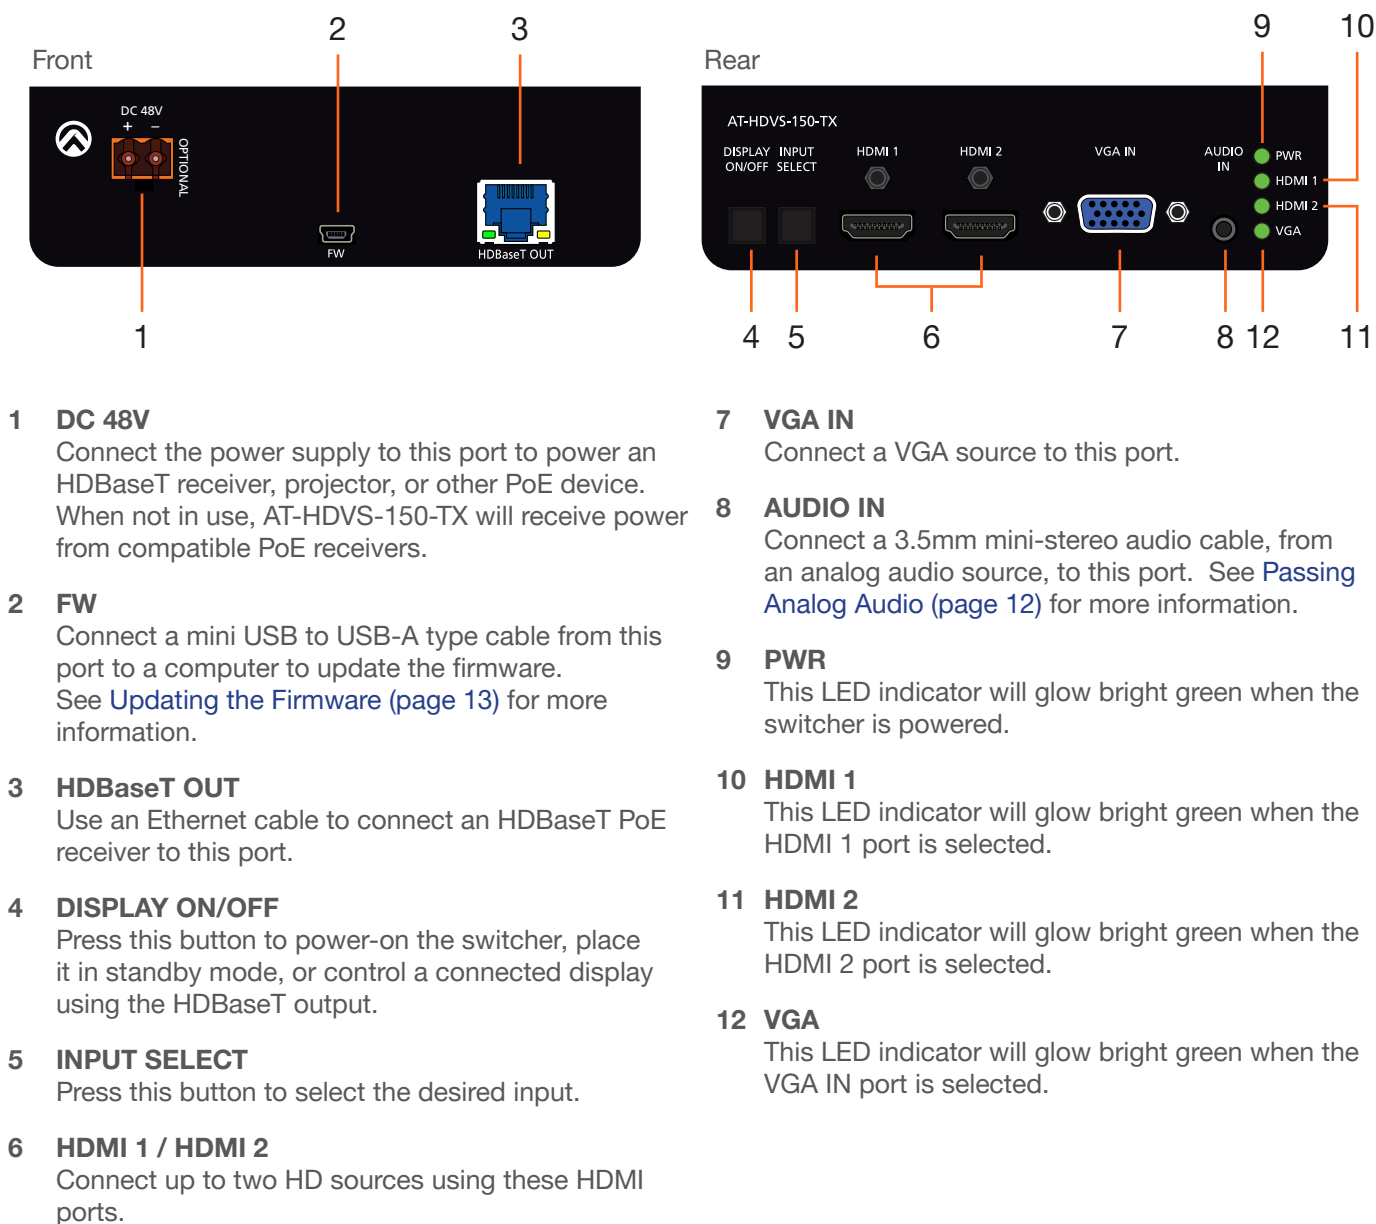 2
3
Front
DC 48V
+ −
OPTIONAL
FW
HDBaseT OUT
1
9
10
Rear
AT-HDVS-150-TX
DISPLAY
ON/OFF
INPUT
SELECT
HDMI 1
HDMI 2
VGA IN
AUDIO
IN
PWR
HDMI 1
HDMI 2
VGA
4
5
6
7
8
12
11
1 DC 48V
Connect the power supply to this port to power an
HDBaseT receiver, projector, or other PoE device.
When not in use, AT-HDVS-150-TX will receive power
from compatible PoE receivers.
2 FW
Connect a mini USB to USB-A type cable from this
port to a computer to update the firmware.
See Updating the Firmware (page 13) for more
information.
3 HDBaseT OUT
Use an Ethernet cable to connect an HDBaseT PoE
receiver to this port.
4 DISPLAY ON/OFF
Press this button to power-on the switcher, place
it in standby mode, or control a connected display
using the HDBaseT output.
5 INPUT SELECT
Press this button to select the desired input.
6 HDMI 1 / HDMI 2
Connect up to two HD sources using these HDMI
ports.
7 VGA IN
Connect a VGA source to this port.
8 AUDIO IN
Connect a 3.5mm mini-stereo audio cable, from
an analog audio source, to this port. See Passing
Analog Audio (page 12) for more information.
9 PWR
This LED indicator will glow bright green when the
switcher is powered.
10 HDMI 1
This LED indicator will glow bright green when the
HDMI 1 port is selected.
11 HDMI 2
This LED indicator will glow bright green when the
HDMI 2 port is selected.
12 VGA
This LED indicator will glow bright green when the
VGA IN port is selected.